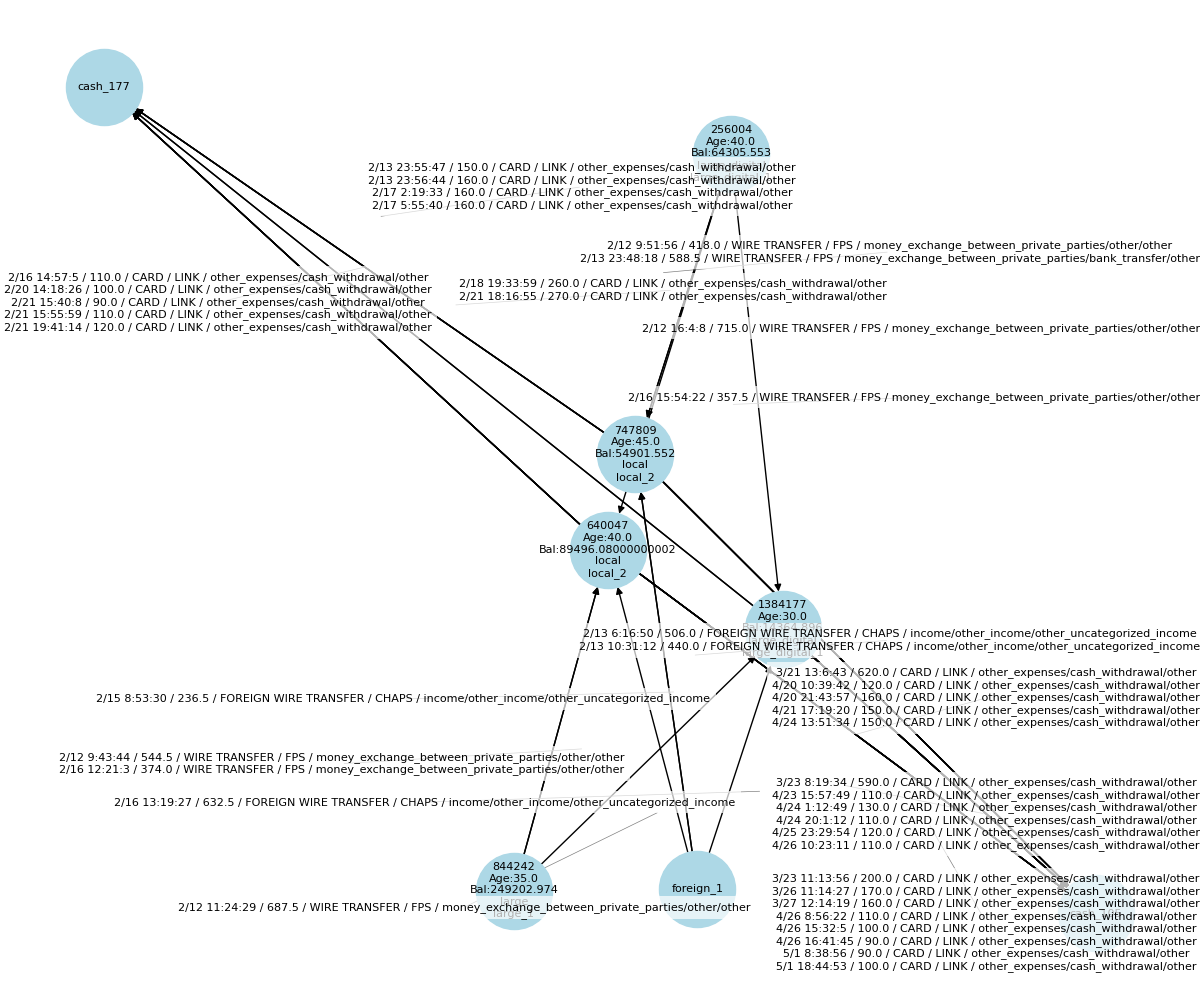 cash_177
256004
Age:40.0
Bal:64305.553
2/13 23:55:47 / 150.0 / CARD / LINK / other_expenses/cash_withdrawal/other
2/13 23:56:44 / 160.0 / CARD / LINK / other_expenses/cash_withdrawal/other
2/17 2:19:33 / 160.0 / CARD / LINK / other_expenses/cash_withdrawal/other
2/17 5:55:40 / 160.0 / CARD / LINK / other_expenses/cash_withdrawal/other
2/12 9:51:56 / 418.0 / WIRE TRANSFER / FPS / money_exchange_between_private_parties/other/other
2/13 23:48:18 / 588.5 / WIRE TRANSFER / FPS / money_exchange_between_private_parties/bank_transfer/other
2/16 14:57:5 / 110.0 / CARD / LINK / other_expenses/cash_withdrawal/other
2/20 14:18:26 / 100.0 / CARD / LINK / other_expenses/cash_withdrawal/other
2/21 15:40:8 / 90.0 / CARD / LINK / other_expenses/cash_withdrawal/other
2/21 15:55:59 / 110.0 / CARD / LINK / other_expenses/cash_withdrawal/other
2/21 19:41:14 / 120.0 / CARD / LINK / other_expenses/cash_withdrawal/other
2/18 19:33:59 / 260.0 / CARD / LINK / other_expenses/cash_withdrawal/other
2/21 18:16:55 / 270.0 / CARD / LINK / other_expenses/cash_withdrawal/other
2/12 16:4:8 / 715.0 / WIRE TRANSFER / FPS / money_exchange_between_private_parties/other/other
2/16 15:54:22 / 357.5 / WIRE TRANSFER / FPS / money_exchange_between_private_parties/other/other
747809
Age:45.0
Bal:54901.552
local
local_2
640047
Age:40.0
Bal:89496.08000000002
local
local_2
1384177
Age:30.0
large_digital_1
2/13 6:16:50 / 506.0 / FOREIGN WIRE TRANSFER / CHAPS / income/other_income/other_uncategorized_income
2/13 10:31:12 / 440.0 / FOREIGN WIRE TRANSFER / CHAPS / income/other_income/other_uncategorized_income
3/21 13:6:43 / 620.0 / CARD / LINK / other_expenses/cash_withdrawal/other
4/20 10:39:42 / 120.0 / CARD / LINK / other_expenses/cash_withdrawal/other
4/20 21:43:57 / 160.0 / CARD / LINK / other_expenses/cash_withdrawal/other
4/21 17:19:20 / 150.0 / CARD / LINK / other_expenses/cash_withdrawal/other
4/24 13:51:34 / 150.0 / CARD / LINK / other_expenses/cash_withdrawal/other
2/15 8:53:30 / 236.5 / FOREIGN WIRE TRANSFER / CHAPS / income/other_income/other_uncategorized_income
2/12 9:43:44 / 544.5 / WIRE TRANSFER / FPS / money_exchange_between_private_parties/other/other
2/16 12:21:3 / 374.0 / WIRE TRANSFER / FPS / money_exchange_between_private_parties/other/other
2/16 13:19:27 / 632.5 / FOREIGN WIRE TRANSFER / CHAPS / income/other_income/other_uncategorized_income
3/23 8:19:34 / 590.0 / CARD / LINK / other_expenses/cash_withdrawal/other
4/23 15:57:49 / 110.0 / CARD / LINK / other_expenses/cash_withdrawal/other
4/24 1:12:49 / 130.0 / CARD / LINK / other_expenses/cash_withdrawal/other
4/24 20:1:12 / 110.0 / CARD / LINK / other_expenses/cash_withdrawal/other
4/25 23:29:54 / 120.0 / CARD / LINK / other_expenses/cash_withdrawal/other
4/26 10:23:11 / 110.0 / CARD / LINK / other_expenses/cash_withdrawal/other
844242
Age:35.0
Bal:249202.974
large
large_1
foreign_1
2/12 11:24:29 / 687.5 / WIRE TRANSFER / FPS / money_exchange_between_private_parties/other/other
3/23 11:13:56 / 200.0 / CARD / LINK / other_expenses/cash_withdrawal/other
3/26 11:14:27 / 170.0 / CARD / LINK / other_expenses/cash_withdrawal/other
3/27 12:14:19 / 160.0 / CARD / LINK / other_expenses/cash_withdrawal/other
4/26 8:56:22 / 110.0 / CARD / LINK / other_expenses/cash_withdrawal/other
4/26 15:32:5 / 100.0 / CARD / LINK / other_expenses/cash_withdrawal/other
4/26 16:41:45 / 90.0 / CARD / LINK / other_expenses/cash_withdrawal/other
5/1 8:38:56 / 90.0 / CARD / LINK / other_expenses/cash_withdrawal/other
5/1 18:44:53 / 100.0 / CARD / LINK / other_expenses/cash_withdrawal/other